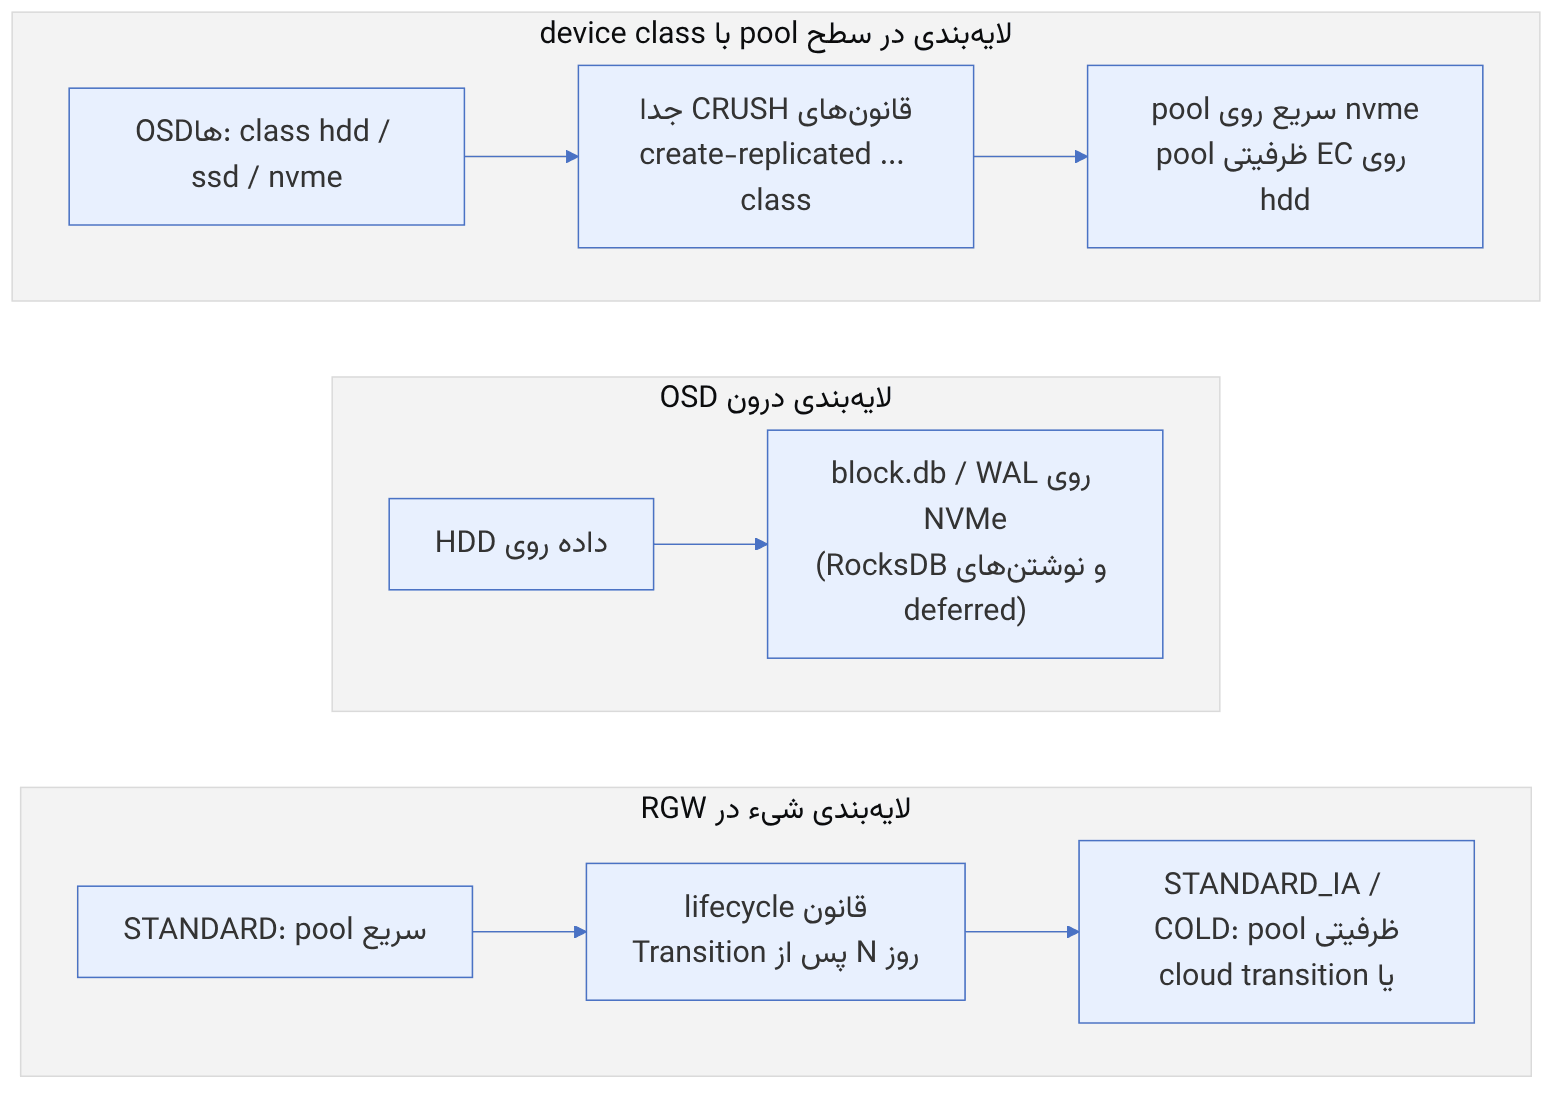 لایه‌بندی در سطح pool با device class
OSDها: class hdd /
ssd / nvme
قانون‌های CRUSH جدا
create-replicated ...
class
pool سریع روی nvme
pool ظرفیتی EC روی
hdd
لایه‌بندی درون OSD
داده روی HDD
block.db / WAL روی
NVMe
(RocksDB و نوشتن‌های
deferred)
لایه‌بندی شیء در RGW
STANDARD: pool سریع
قانون lifecycle
Transition پس از N روز
STANDARD_IA /
COLD: pool ظرفیتی
یا cloud transition